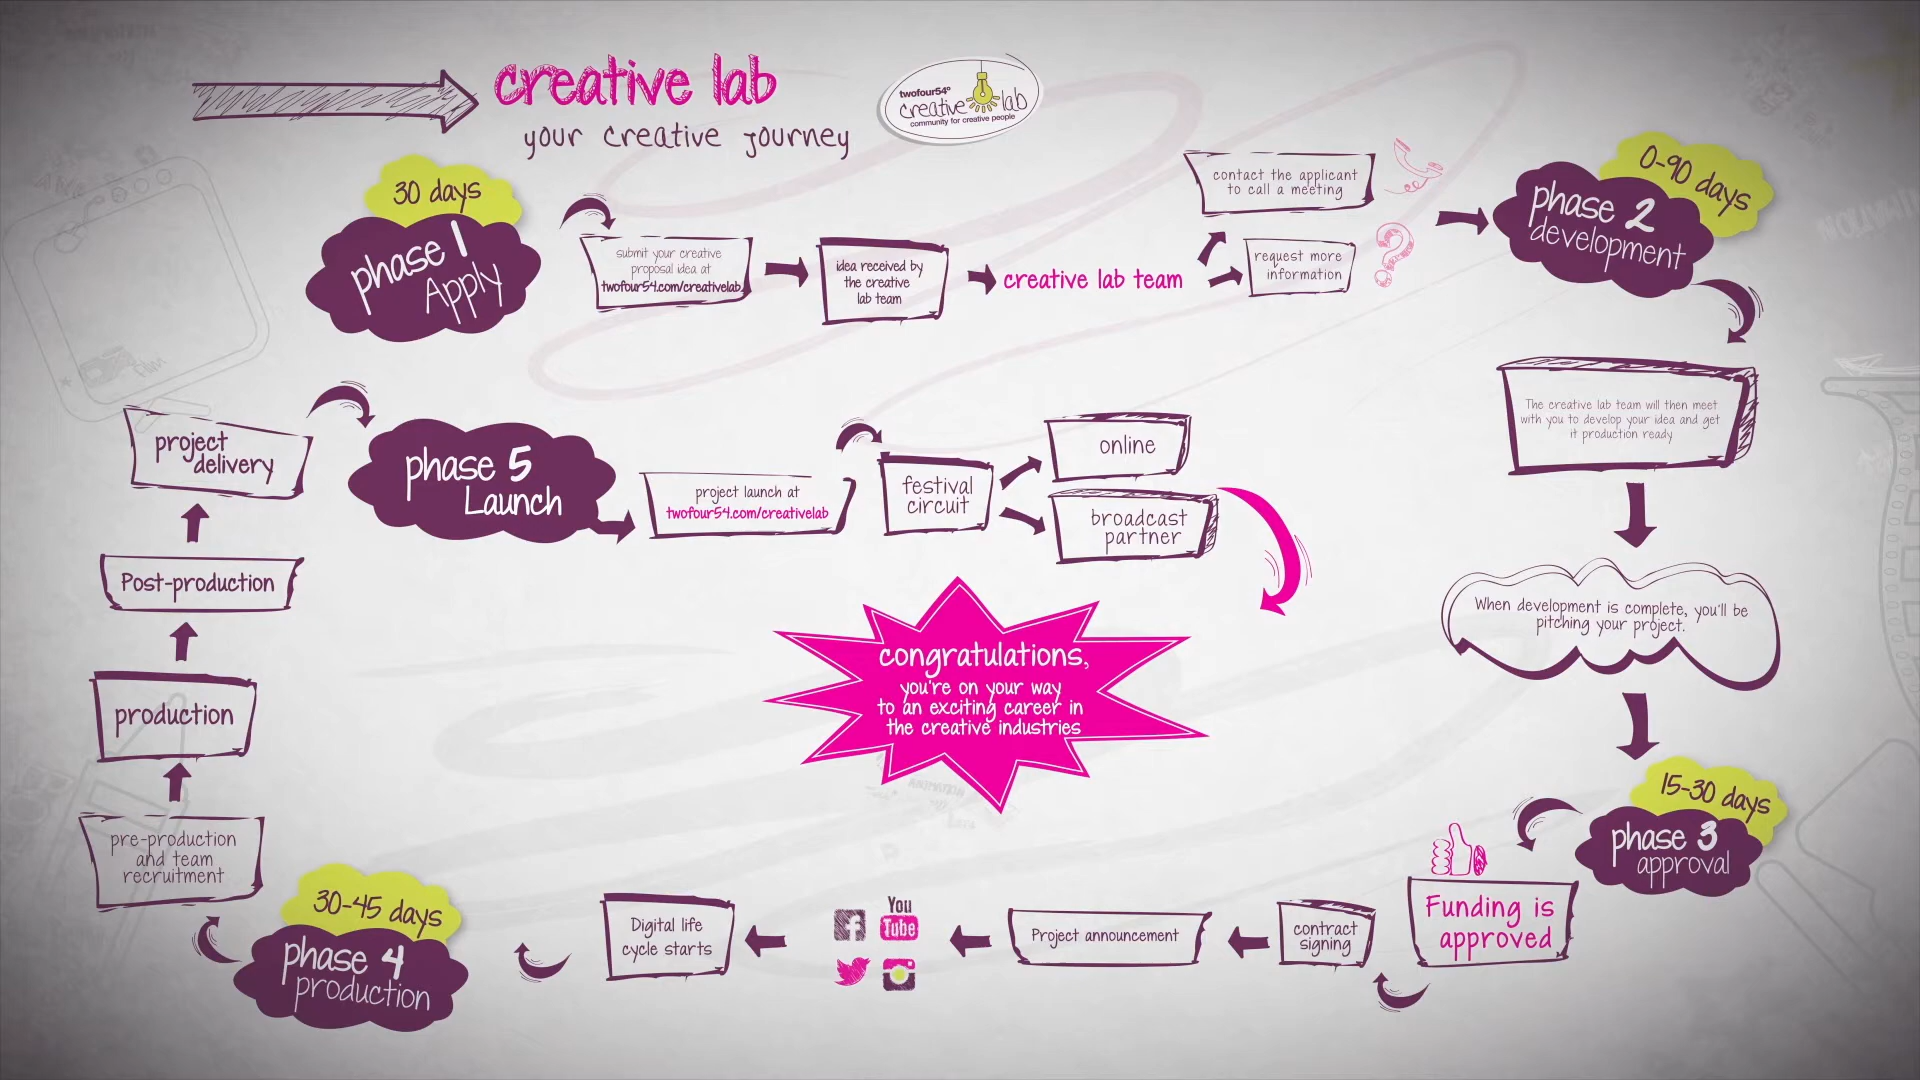 creative lab
your creative journey
twofour54°
creative lab
community for creative people
30 days
phase 1
Apply
submit your creative
proposal idea at
twofour54.com/creativelab
idea received by
the creative
lab team
creative lab team
contact the applicant
to call a meeting
request more
information
0-90 days
phase 2
development
The creative lab team will then meet
with you to develop your idea and get
it production ready
When development is complete, you'll be
pitching your project.
15-30 days
phase 3
approval
Funding is
approved
contract
signing
Project announcement
You
Tube
Digital life
cycle starts
30-45 days
phase 4
production
pre-production
and team
recruitment
production
Post-production
project
delivery
phase 5
Launch
project launch at
twofour54.com/creativelab
festival
circuit
online
broadcast
partner
congratulations,
you're on your way
to an exciting career in
the creative industries